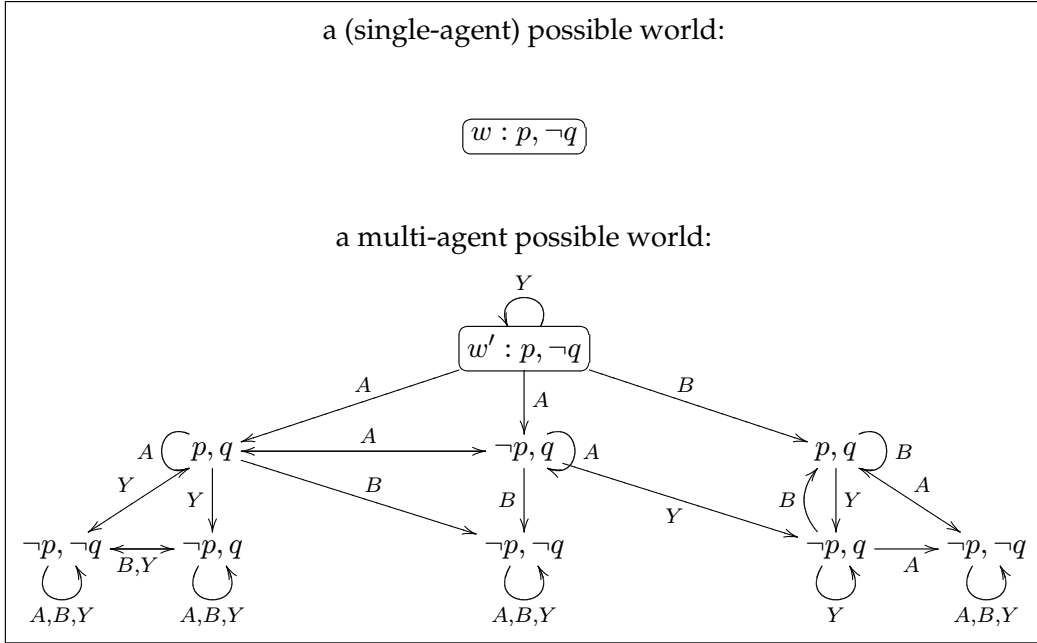 a (single-agent) possible world:
w : p, ¬q
a multi-agent possible world:
Y
w′ : p, ¬q
A A B
A p, q A ¬p, q A p, q B
Y Y B B Y B Y A
¬p, ¬q B,Y ¬p, q ¬p, ¬q ¬p, q A ¬p, ¬q
A,B,Y A,B,Y A,B,Y Y A,B,Y